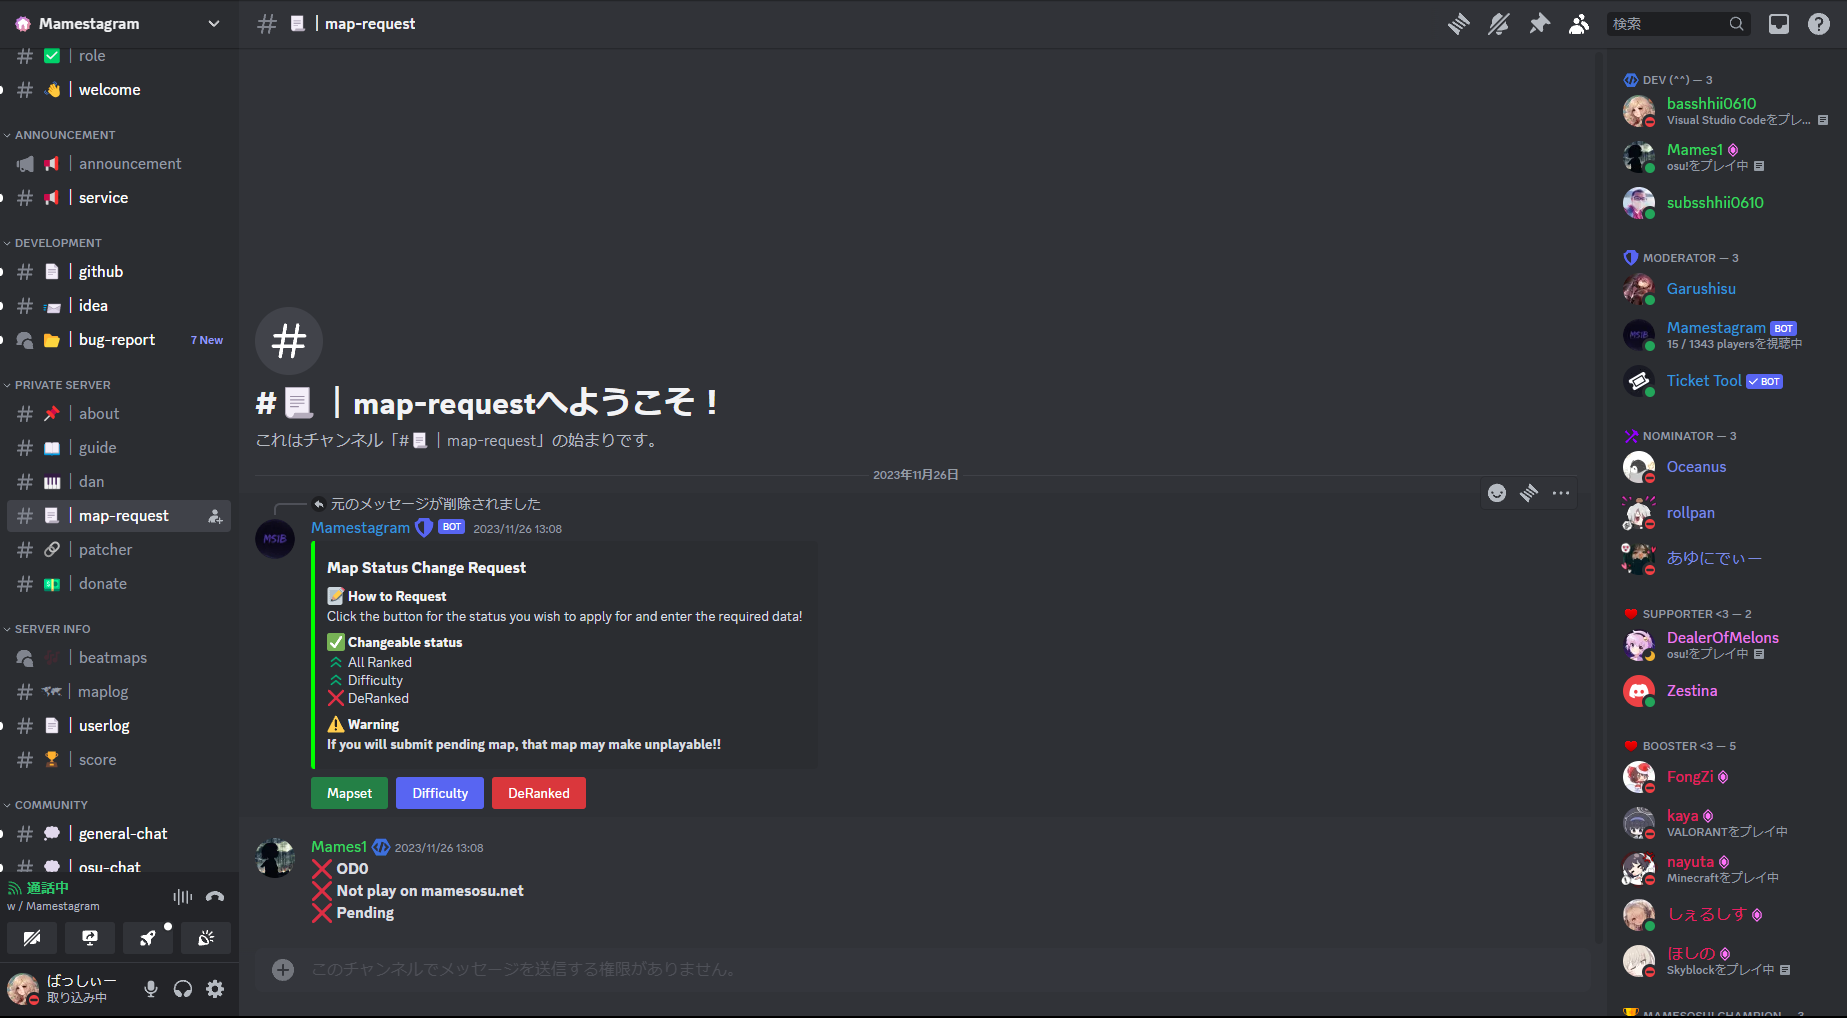 Mamestagram
role
welcome
ANNOUNCEMENT
announcement
service
DEVELOPMENT
github
idea
bug-report 7 New
PRIVATE SERVER
about
guide
dan
map-request
patcher
donate
SERVER INFO
beatmaps
maplog
userlog
score
COMMUNITY
general-chat
osu-chat
通話中
w / Mamestagram
ばっしぃー
取り込み中
map-request
検索
#📃｜map-requestへようこそ！
これはチャンネル「#📃｜map-request」の始まりです。
2023年11月26日
元のメッセージが削除されました
Mamestagram BOT 2023/11/26 13:08
MSIB
Map Status Change Request
📝 How to Request
Click the button for the status you wish to apply for and enter the required data!
✅ Changeable status
All Ranked
Difficulty
❌ DeRanked
⚠️ Warning
If you will submit pending map, that map may make unplayable!!
Mapset Difficulty DeRanked
Mames1 2023/11/26 13:08
❌ OD0
❌ Not play on mamesosu.net
❌ Pending
このチャンネルでメッセージを送信する権限がありません。
DEV (^^) — 3
basshhii0610
Visual Studio Codeをプレ...
Mames1
osu!をプレイ中
subsshhii0610
MODERATOR — 3
Garushisu
MSIB
Mamestagram BOT
15 / 1343 playersを視聴中
Ticket Tool BOT
NOMINATOR — 3
Oceanus
rollpan
あゆにでぃー
SUPPORTER <3 — 2
DealerOfMelons
osu!をプレイ中
Zestina
BOOSTER <3 — 5
FongZi
kaya
VALORANTをプレイ中
nayuta
Minecraftをプレイ中
しぇるしす
ほしの
Skyblockをプレイ中
MAMESOSU! CHAMPION — 3